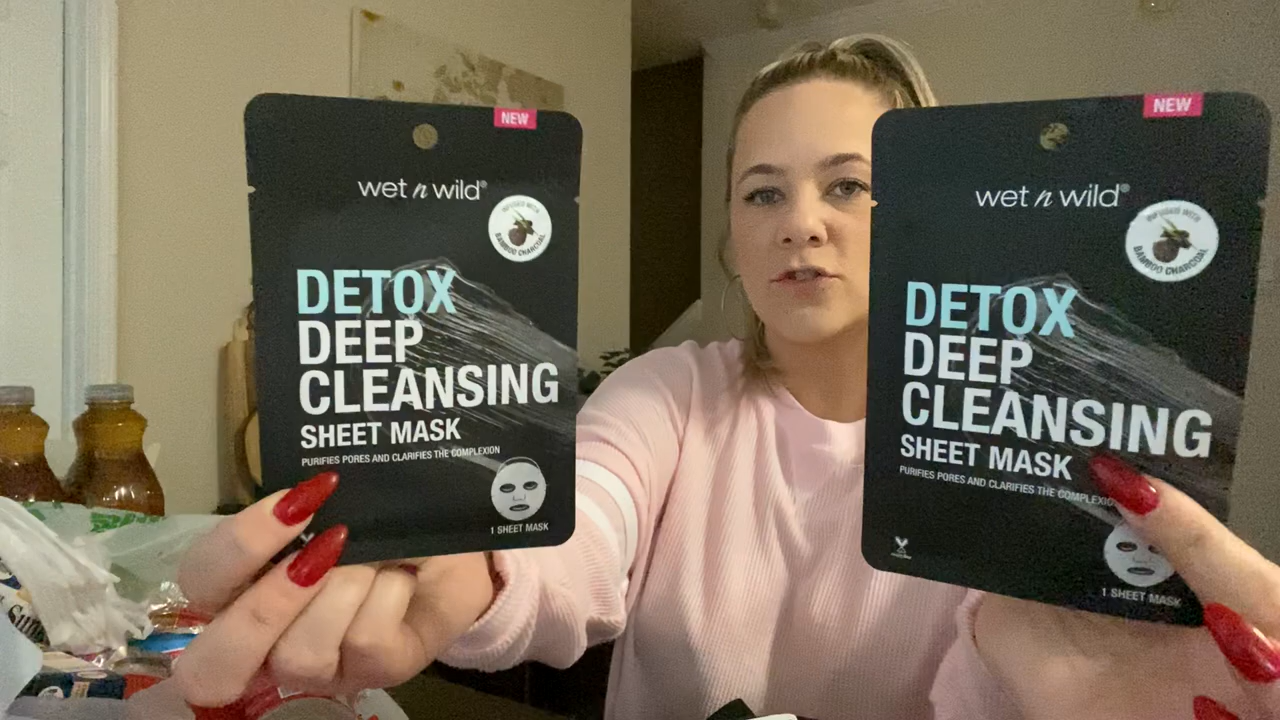 NEW
wet n wild®
INFUSED WITH
BAMBOO CHARCOAL
DETOX
DEEP
CLEANSING
SHEET MASK
PURIFIES PORES AND CLARIFIES THE COMPLEXION
1 SHEET MASK
NEW
wet n wild®
INFUSED WITH
BAMBOO CHARCOAL
DETOX
DEEP
CLEANSING
SHEET MASK
PURIFIES PORES AND CLARIFIES THE
1 SHEET MASK